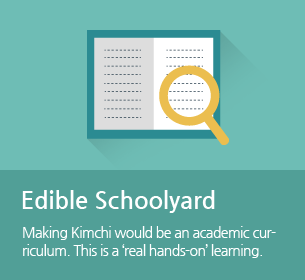 Edible Schoolyard
Making Kimchi would be an academic cur-
riculum. This is a ‘real hands-on’ learning.